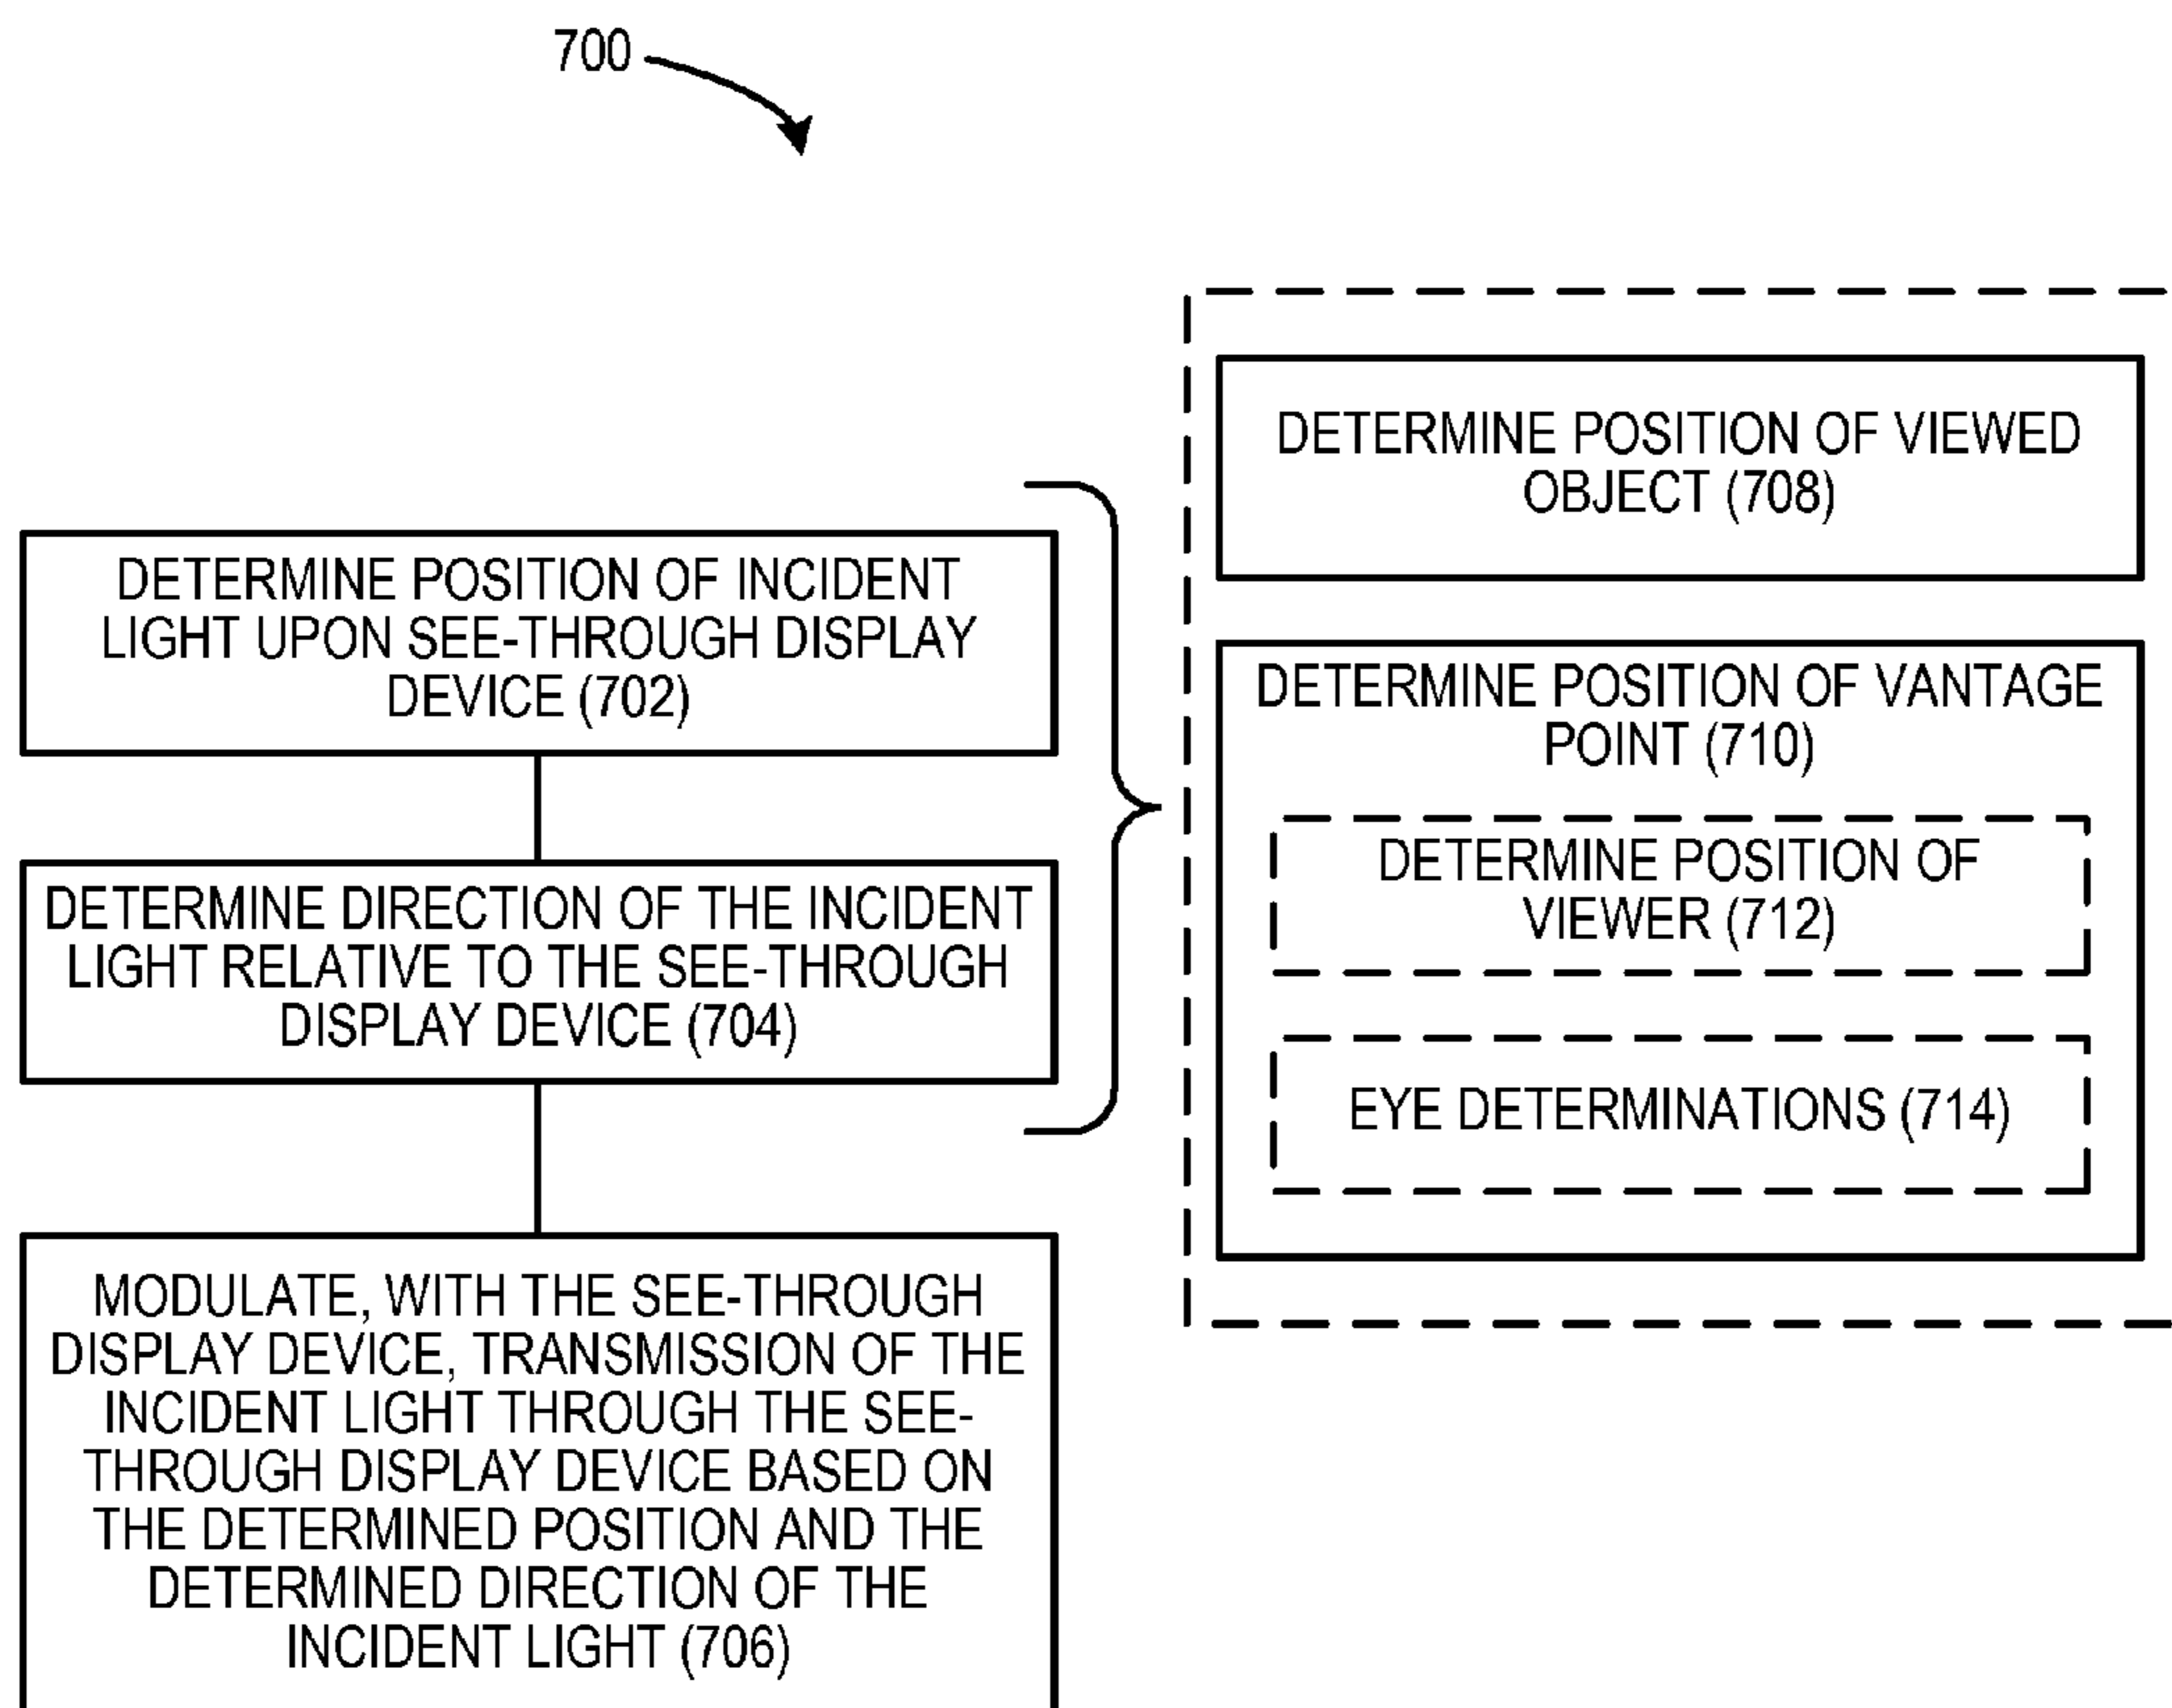 700
DETERMINE POSITION OF INCIDENT
LIGHT UPON SEE-THROUGH DISPLAY
DEVICE (702)
DETERMINE DIRECTION OF THE INCIDENT
LIGHT RELATIVE TO THE SEE-THROUGH
DISPLAY DEVICE (704)
MODULATE, WITH THE SEE-THROUGH
DISPLAY DEVICE, TRANSMISSION OF THE
INCIDENT LIGHT THROUGH THE SEE-
THROUGH DISPLAY DEVICE BASED ON
THE DETERMINED POSITION AND THE
DETERMINED DIRECTION OF THE
INCIDENT LIGHT (706)
DETERMINE POSITION OF VIEWED
OBJECT (708)
DETERMINE POSITION OF VANTAGE
POINT (710)
DETERMINE POSITION OF
VIEWER (712)
EYE DETERMINATIONS (714)